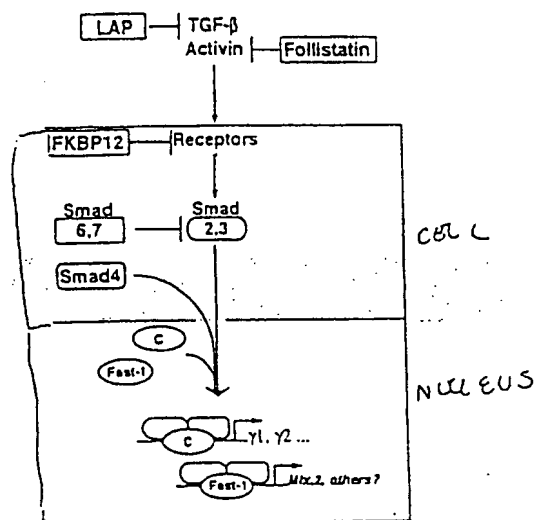 LAP TGF-β
Activin Follistatin
FKBP12 Receptors
Smad Smad
6,7 2,3
CELL
Smad4
C
Fast-1
NUCLEUS
C γ1, γ2 ...
Fast-1 Mix.2, others?